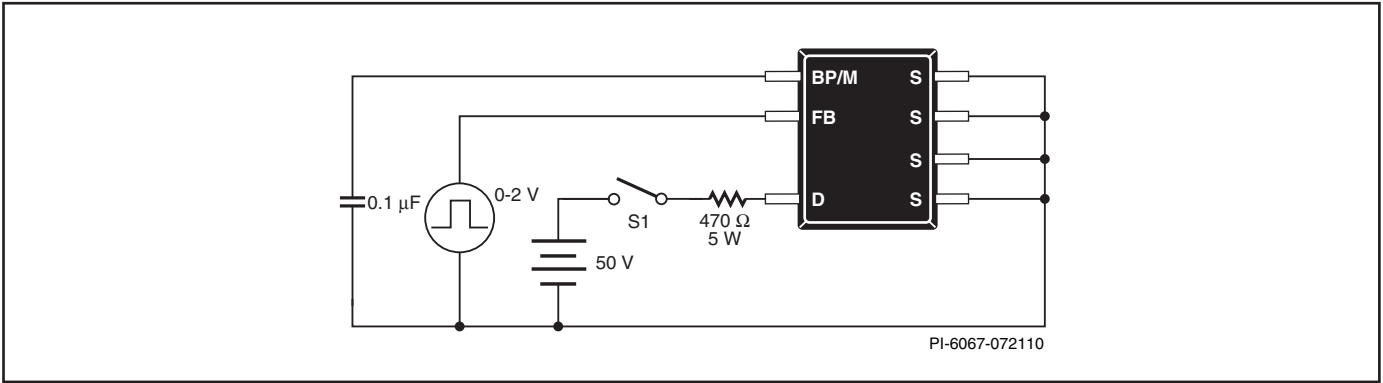 BP/M S
FB S
S
D S
0.1 μF
0-2 V
S1
470 Ω
5 W
50 V
PI-6067-072110